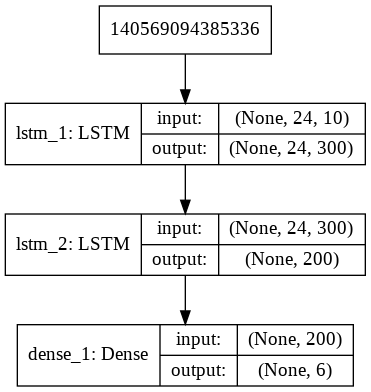 140569094385336
lstm_1: LSTM
input:
(None, 24, 10)
output:
(None, 24, 300)
lstm_2: LSTM
input:
(None, 24, 300)
output:
(None, 200)
dense_1: Dense
input:
(None, 200)
output:
(None, 6)